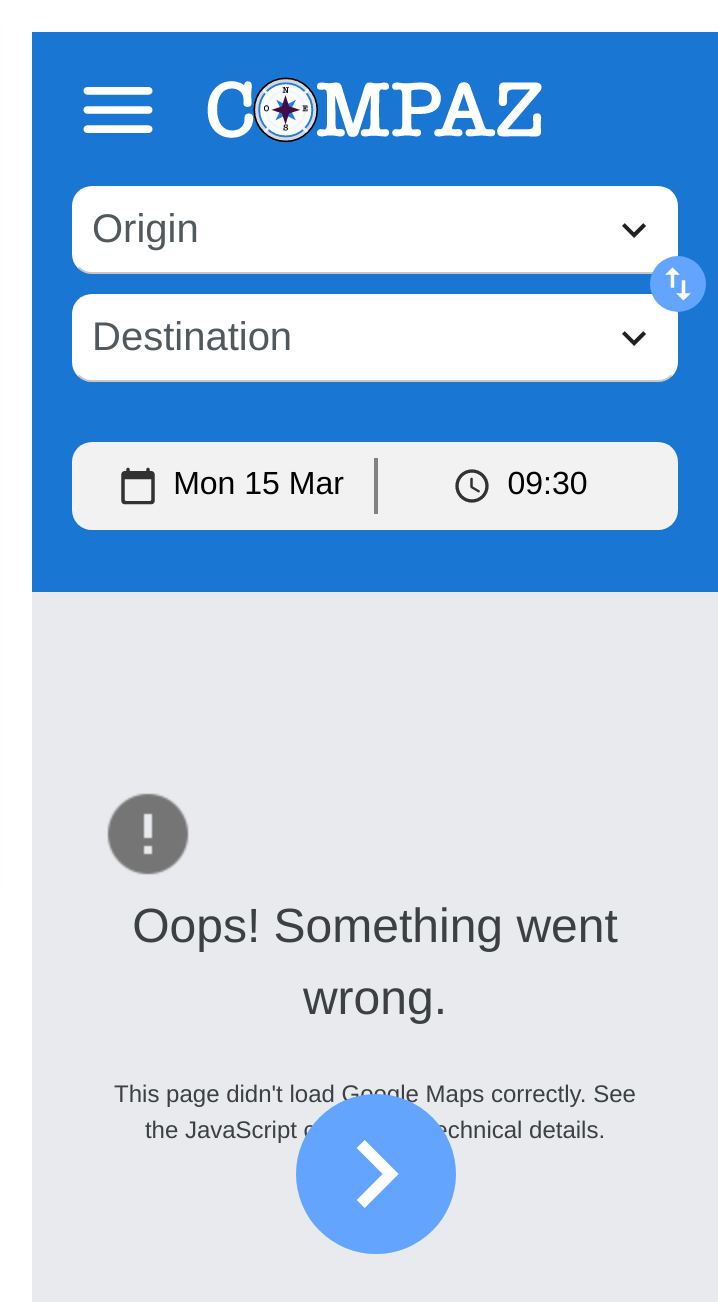 COMPAZ
N
O E
S
Origin
Destination
Mon 15 Mar 09:30
Oops! Something went
wrong.
This page didn't load Google Maps correctly. See
the JavaScript technical details.